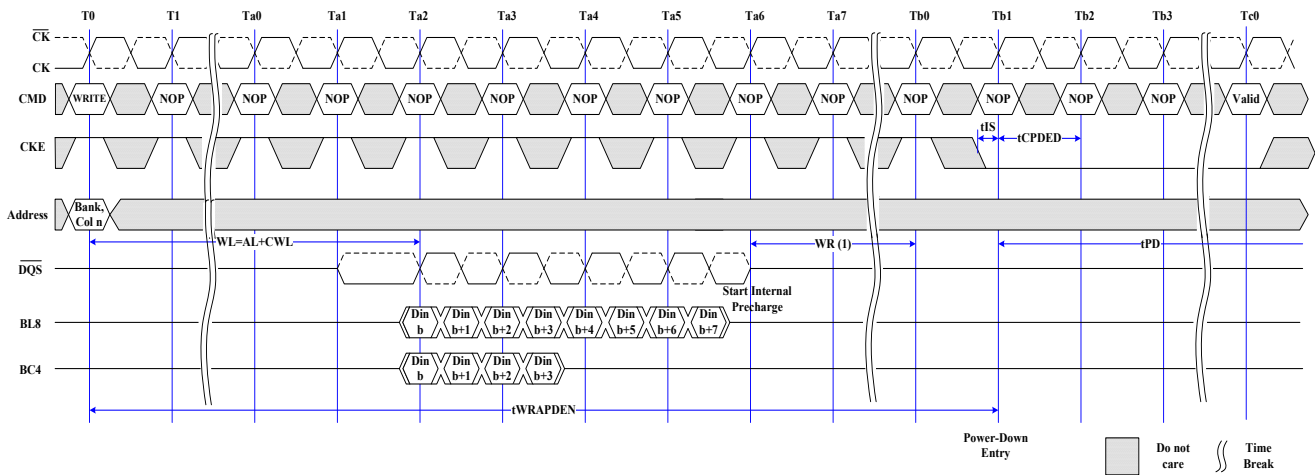 T0 T1 Ta0 Ta1 Ta2 Ta3 Ta4 Ta5 Ta6 Ta7 Tb0 Tb1 Tb2 Tb3 Tc0
CK
CK
CMD WRITE NOP NOP NOP NOP NOP NOP NOP NOP NOP NOP NOP NOP NOP Valid
tIS
tCPDED
CKE
Address Bank,
Col n
WL=AL+CWL WR (1) tPD
DQS
Start Internal
Precharge
BL8 Din Din Din Din Din Din Din Din
b b+1 b+2 b+3 b+4 b+5 b+6 b+7
BC4 Din Din Din Din
b b+1 b+2 b+3
tWRAPDEN
Power-Down
Entry
Do not
care
Time
Break